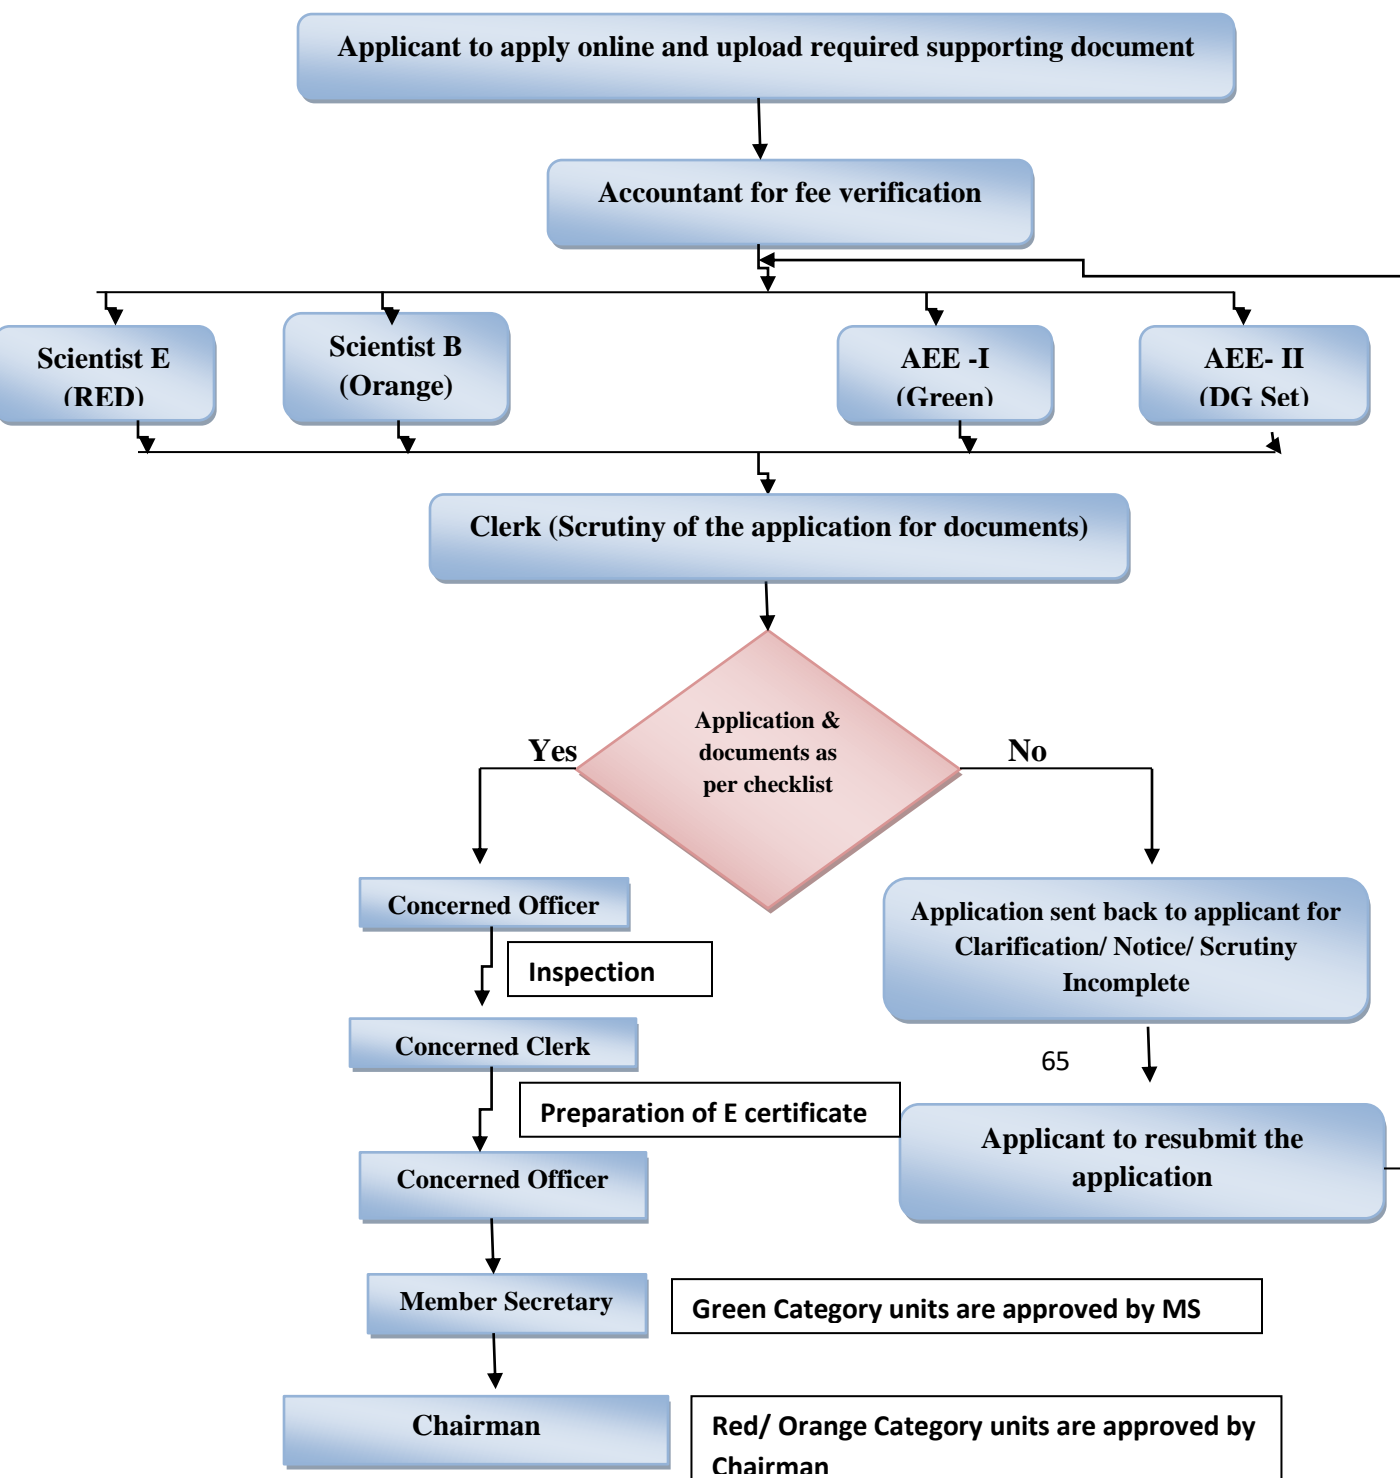 Applicant to apply online and upload required supporting document
Accountant for fee verification
Scientist E
(RED)
Scientist B
(Orange)
AEE -I
(Green)
AEE- II
(DG Set)
Clerk (Scrutiny of the application for documents)
Application &
documents as
per checklist
Yes
No
Concerned Officer
Inspection
Application sent back to applicant for
Clarification/ Notice/ Scrutiny
Incomplete
Concerned Clerk
65
Preparation of E certificate
Applicant to resubmit the
application
Concerned Officer
Member Secretary
Green Category units are approved by MS
Chairman
Red/ Orange Category units are approved by
Chairman